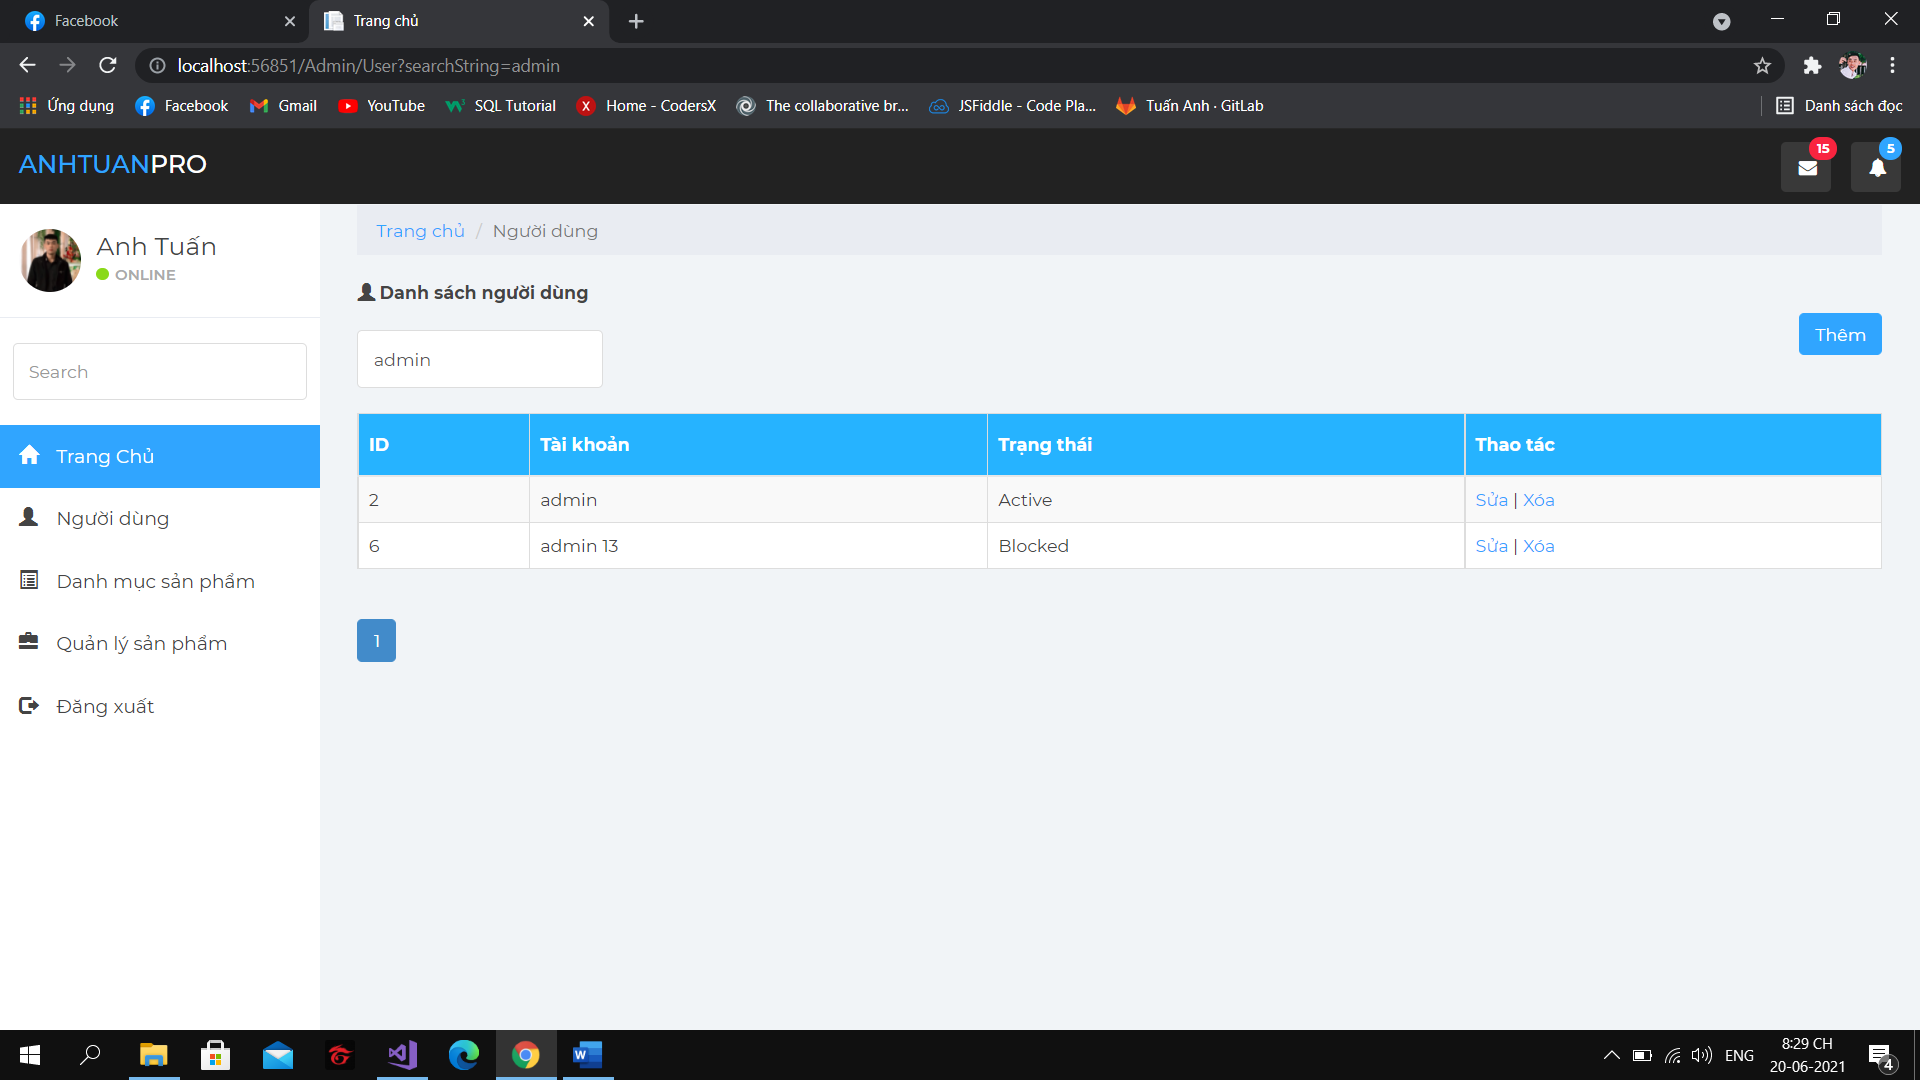 Facebook
Trang chủ
localhost:56851/Admin/User?searchString=admin
Ứng dụng Facebook Gmail YouTube SQL Tutorial Home - CodersX The collaborative br... JSFiddle - Code Pla... Tuấn Anh · GitLab Danh sách đọc
ANHTUANPRO
15
5
Anh Tuấn
ONLINE
Search
Trang Chủ
Người dùng
Danh mục sản phẩm
Quản lý sản phẩm
Đăng xuất
Trang chủ / Người dùng
Danh sách người dùng
admin
Thêm
ID Tài khoản Trạng thái Thao tác
2 admin Active Sửa | Xóa
6 admin 13 Blocked Sửa | Xóa
1
ENG
8:29 CH
20-06-2021
4